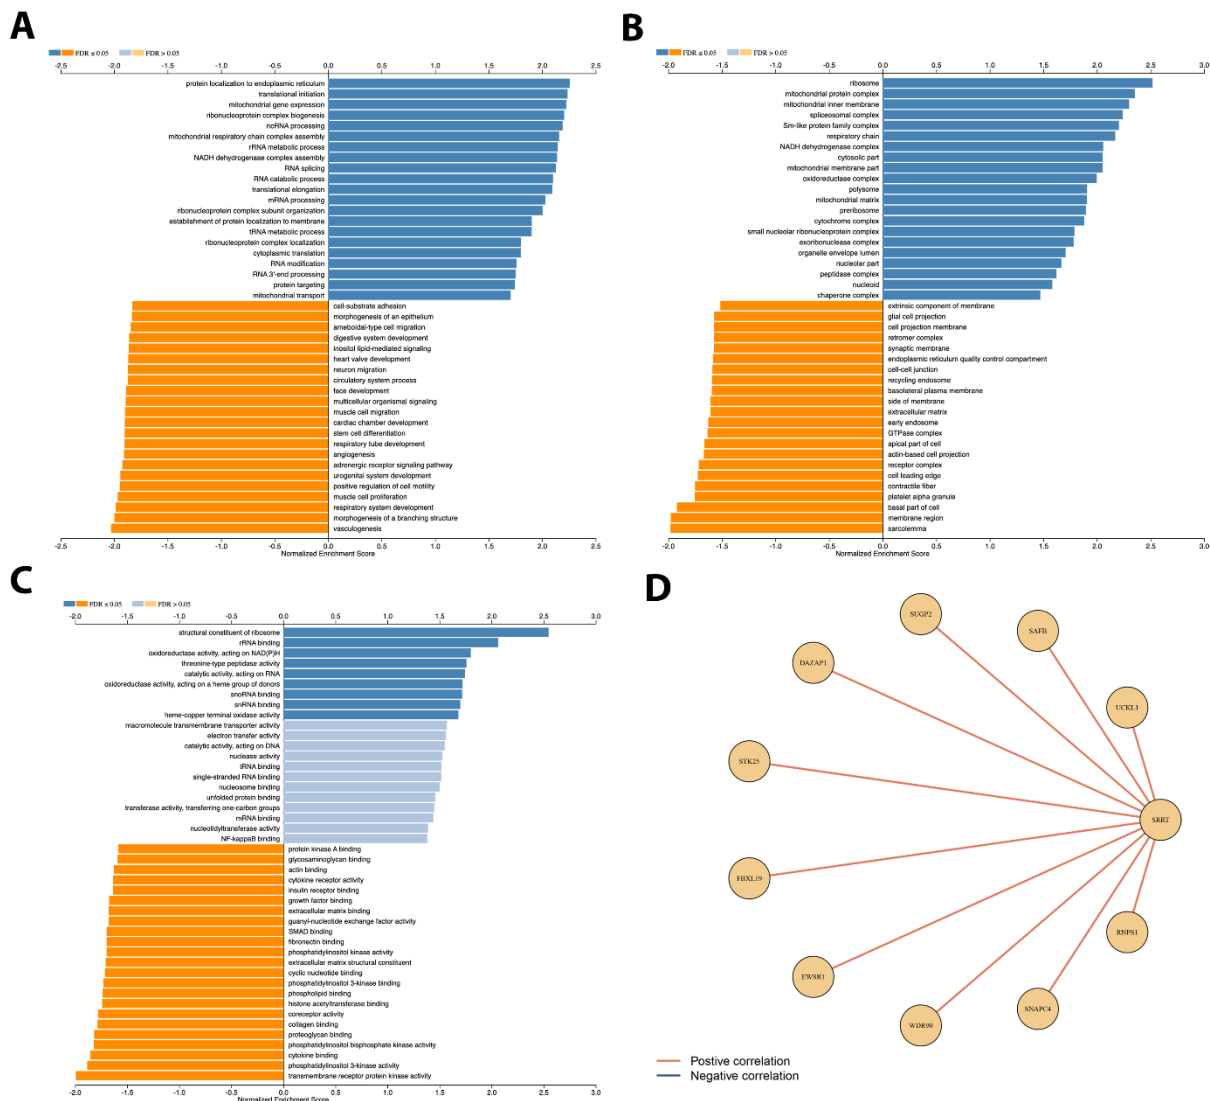 A
FDR ≤ 0.05 FDR > 0.05
-2.5 -2.0 -1.5 -1.0 -0.5 0.0 0.5 1.0 1.5 2.0 2.5
protein localization to endoplasmic reticulum
translational initiation
mitochondrial gene expression
ribonucleoprotein complex biogenesis
ncRNA processing
mitochondrial respiratory chain complex assembly
rRNA metabolic process
NADH dehydrogenase complex assembly
RNA splicing
RNA catabolic process
translational elongation
mRNA processing
ribonucleoprotein complex subunit organization
establishment of protein localization to membrane
tRNA metabolic process
ribonucleoprotein complex localization
cytoplasmic translation
RNA modification
RNA 3'-end processing
protein targeting
mitochondrial transport
cell-substrate adhesion
morphogenesis of an epithelium
ameboidal-type cell migration
digestive system development
inositol lipid-mediated signaling
heart valve development
neuron migration
circulatory system process
face development
multicellular organismal signaling
muscle cell migration
cardiac chamber development
stem cell differentiation
respiratory tube development
angiogenesis
adrenergic receptor signaling pathway
urogenital system development
positive regulation of cell motility
muscle cell proliferation
respiratory system development
morphogenesis of a branching structure
vasculogenesis
-2.5 -2.0 -1.5 -1.0 -0.5 0.0 0.5 1.0 1.5 2.0 2.5
Normalized Enrichment Score
B
FDR ≤ 0.05 FDR > 0.05
-2.0 -1.5 -1.0 -0.5 0.0 0.5 1.0 1.5 2.0 2.5 3.0
ribosome
mitochondrial protein complex
mitochondrial inner membrane
spliceosomal complex
Sm-like protein family complex
respiratory chain
NADH dehydrogenase complex
cytosolic part
mitochondrial membrane part
oxidoreductase complex
polysome
mitochondrial matrix
preribosome
cytochrome complex
small nucleolar ribonucleoprotein complex
exoribonuclease complex
organelle envelope lumen
nucleolar part
peptidase complex
nucleoid
chaperone complex
extrinsic component of membrane
glial cell projection
cell projection membrane
retromer complex
synaptic membrane
endoplasmic reticulum quality control compartment
cell-cell junction
recycling endosome
basolateral plasma membrane
side of membrane
extracellular matrix
early endosome
GTPase complex
apical part of cell
actin-based cell projection
receptor complex
cell leading edge
contractile fiber
platelet alpha granule
basal part of cell
membrane region
sarcolemma
-2.0 -1.5 -1.0 -0.5 0.0 0.5 1.0 1.5 2.0 2.5 3.0
Normalized Enrichment Score
C
FDR ≤ 0.05 FDR > 0.05
-2.0 -1.5 -1.0 -0.5 0.0 0.5 1.0 1.5 2.0 2.5 3.0
structural constituent of ribosome
rRNA binding
oxidoreductase activity, acting on NAD(P)H
threonine-type peptidase activity
catalytic activity, acting on RNA
oxidoreductase activity, acting on a heme group of donors
snoRNA binding
snRNA binding
heme-copper terminal oxidase activity
macromolecule transmembrane transporter activity
electron transfer activity
catalytic activity, acting on DNA
nuclease activity
tRNA binding
single-stranded RNA binding
nucleosome binding
unfolded protein binding
transferase activity, transferring one-carbon groups
mRNA binding
nucleotidyltransferase activity
NF-kappaB binding
protein kinase A binding
glycosaminoglycan binding
actin binding
cytokine receptor activity
insulin receptor binding
growth factor binding
extracellular matrix binding
guanyl-nucleotide exchange factor activity
SMAD binding
fibronectin binding
phosphatidylinositol kinase activity
extracellular matrix structural constituent
cyclic nucleotide binding
phosphatidylinositol 3-kinase binding
phospholipid binding
histone acetyltransferase binding
coreceptor activity
collagen binding
proteoglycan binding
phosphatidylinositol bisphosphate kinase activity
cytokine binding
phosphatidylinositol 3-kinase activity
transmembrane receptor protein kinase activity
-2.0 -1.5 -1.0 -0.5 0.0 0.5 1.0 1.5 2.0 2.5 3.0
Normalized Enrichment Score
D
SUGP2
SAFB
DAZAP1
UCKL1
STK25
SRRT
FBXL19
RNPS1
EWSR1
SNAPC4
WDR90
Postive correlation
Negative correlation